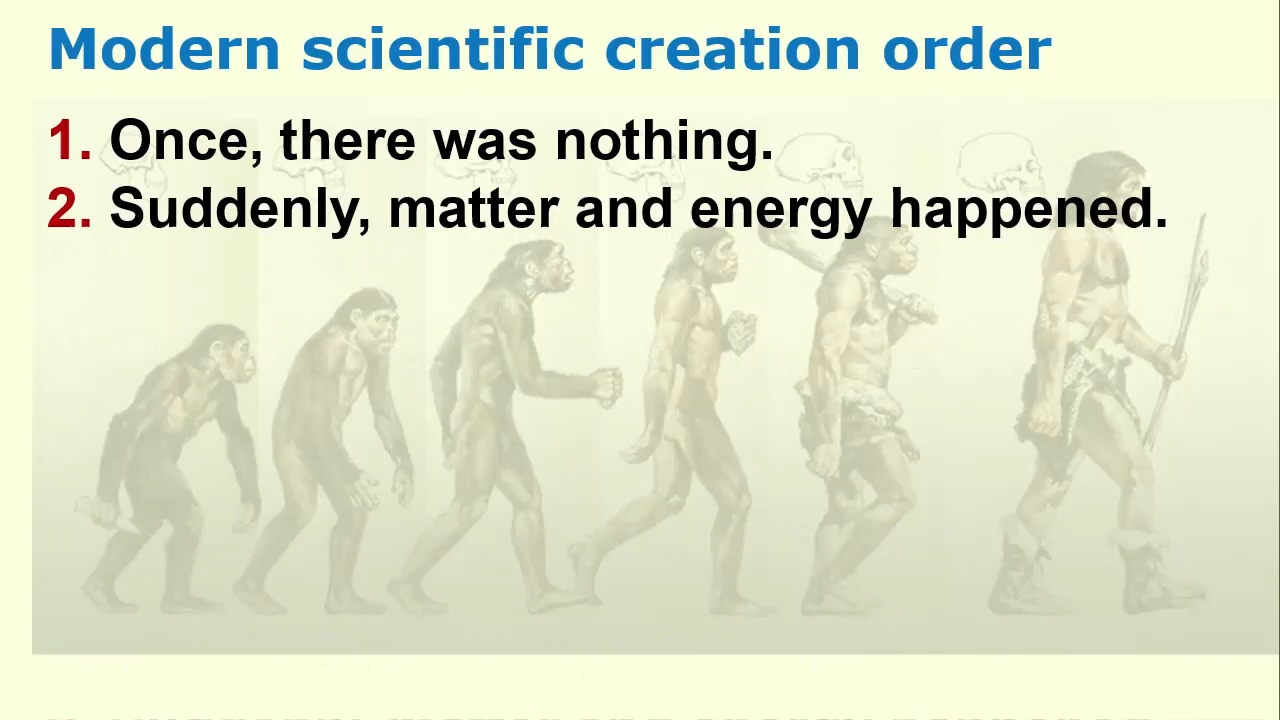 Modern scientific creation order
1. Once, there was nothing.
2. Suddenly, matter and energy happened.